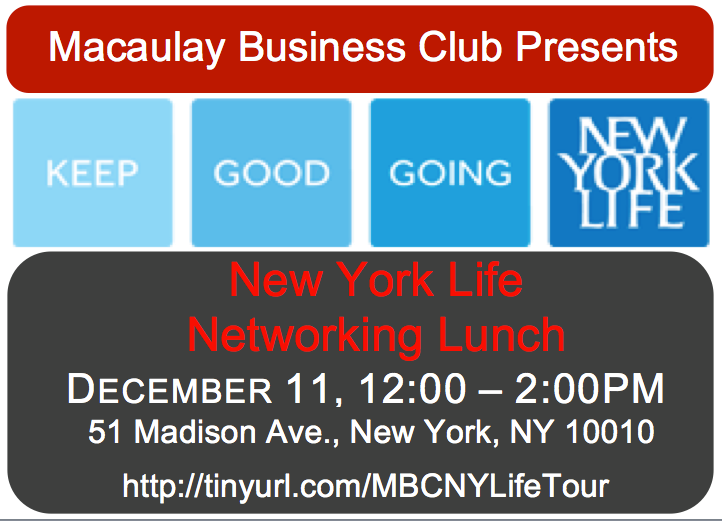 Macaulay Business Club Presents
KEEP GOOD GOING NEW
YORK
LIFE
New York Life
Networking Lunch
DECEMBER 11, 12:00 – 2:00PM
51 Madison Ave., New York, NY 10010
http://tinyurl.com/MBCNYLifeTour